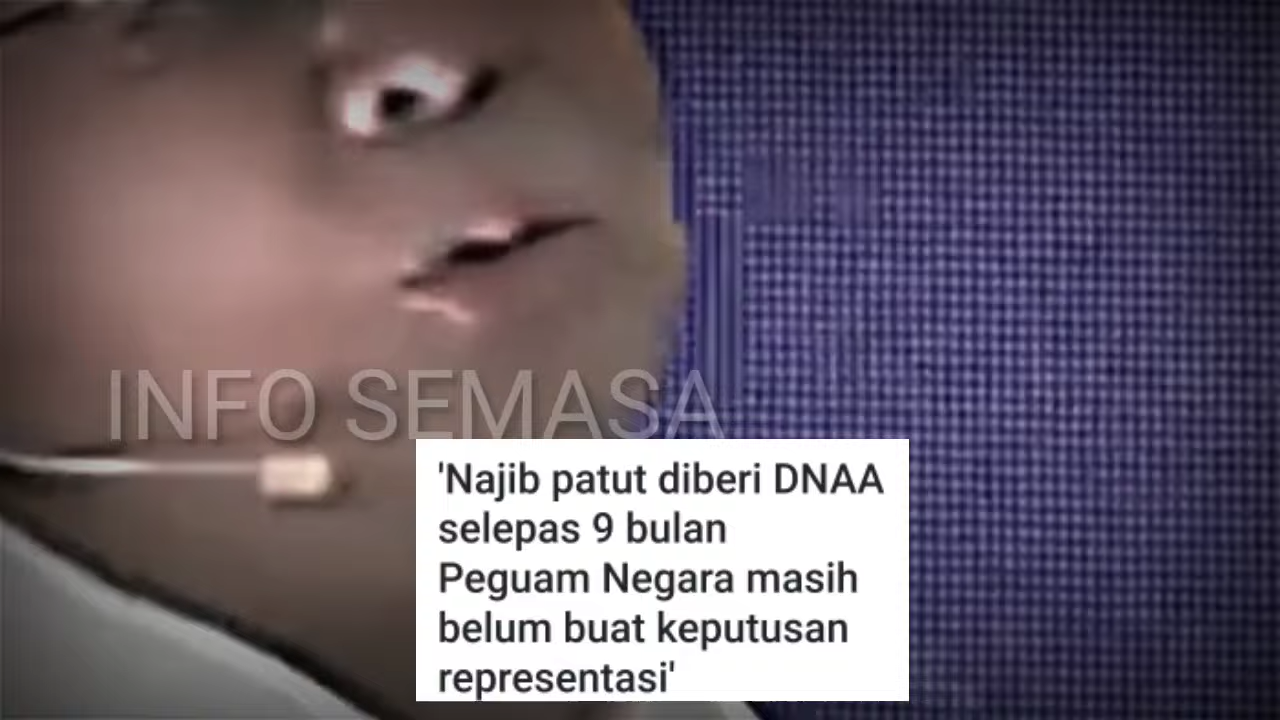 INFO SEMASA
'Najib patut diberi DNAA
selepas 9 bulan
Peguam Negara masih
belum buat keputusan
representasi'